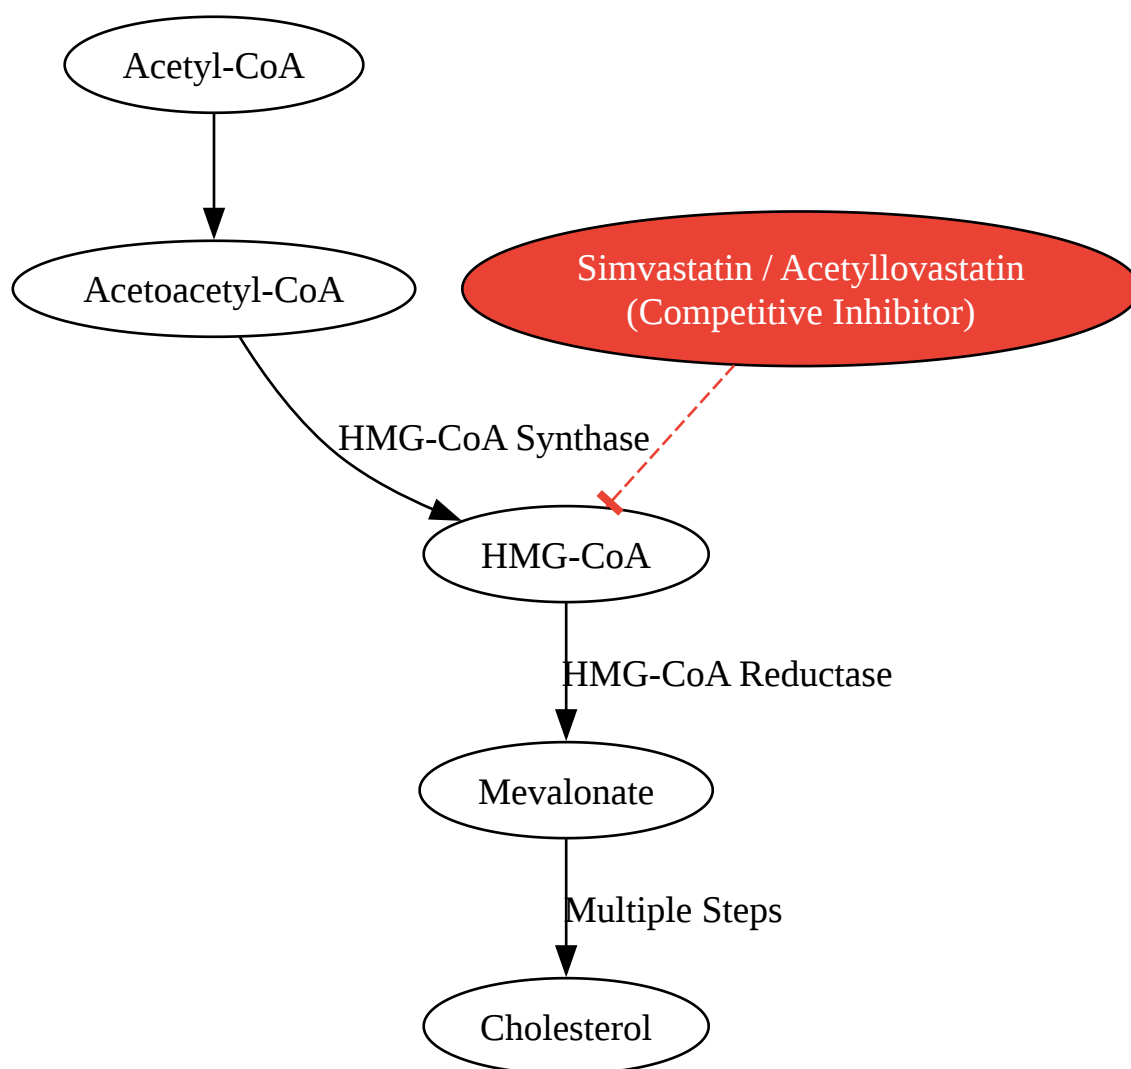 Acetyl-CoA
Acetoacetyl-CoA
Simvastatin / Acetyllovastatin
(Competitive Inhibitor)
HMG-CoA Synthase
HMG-CoA
HMG-CoA Reductase
Mevalonate
Multiple Steps
Cholesterol